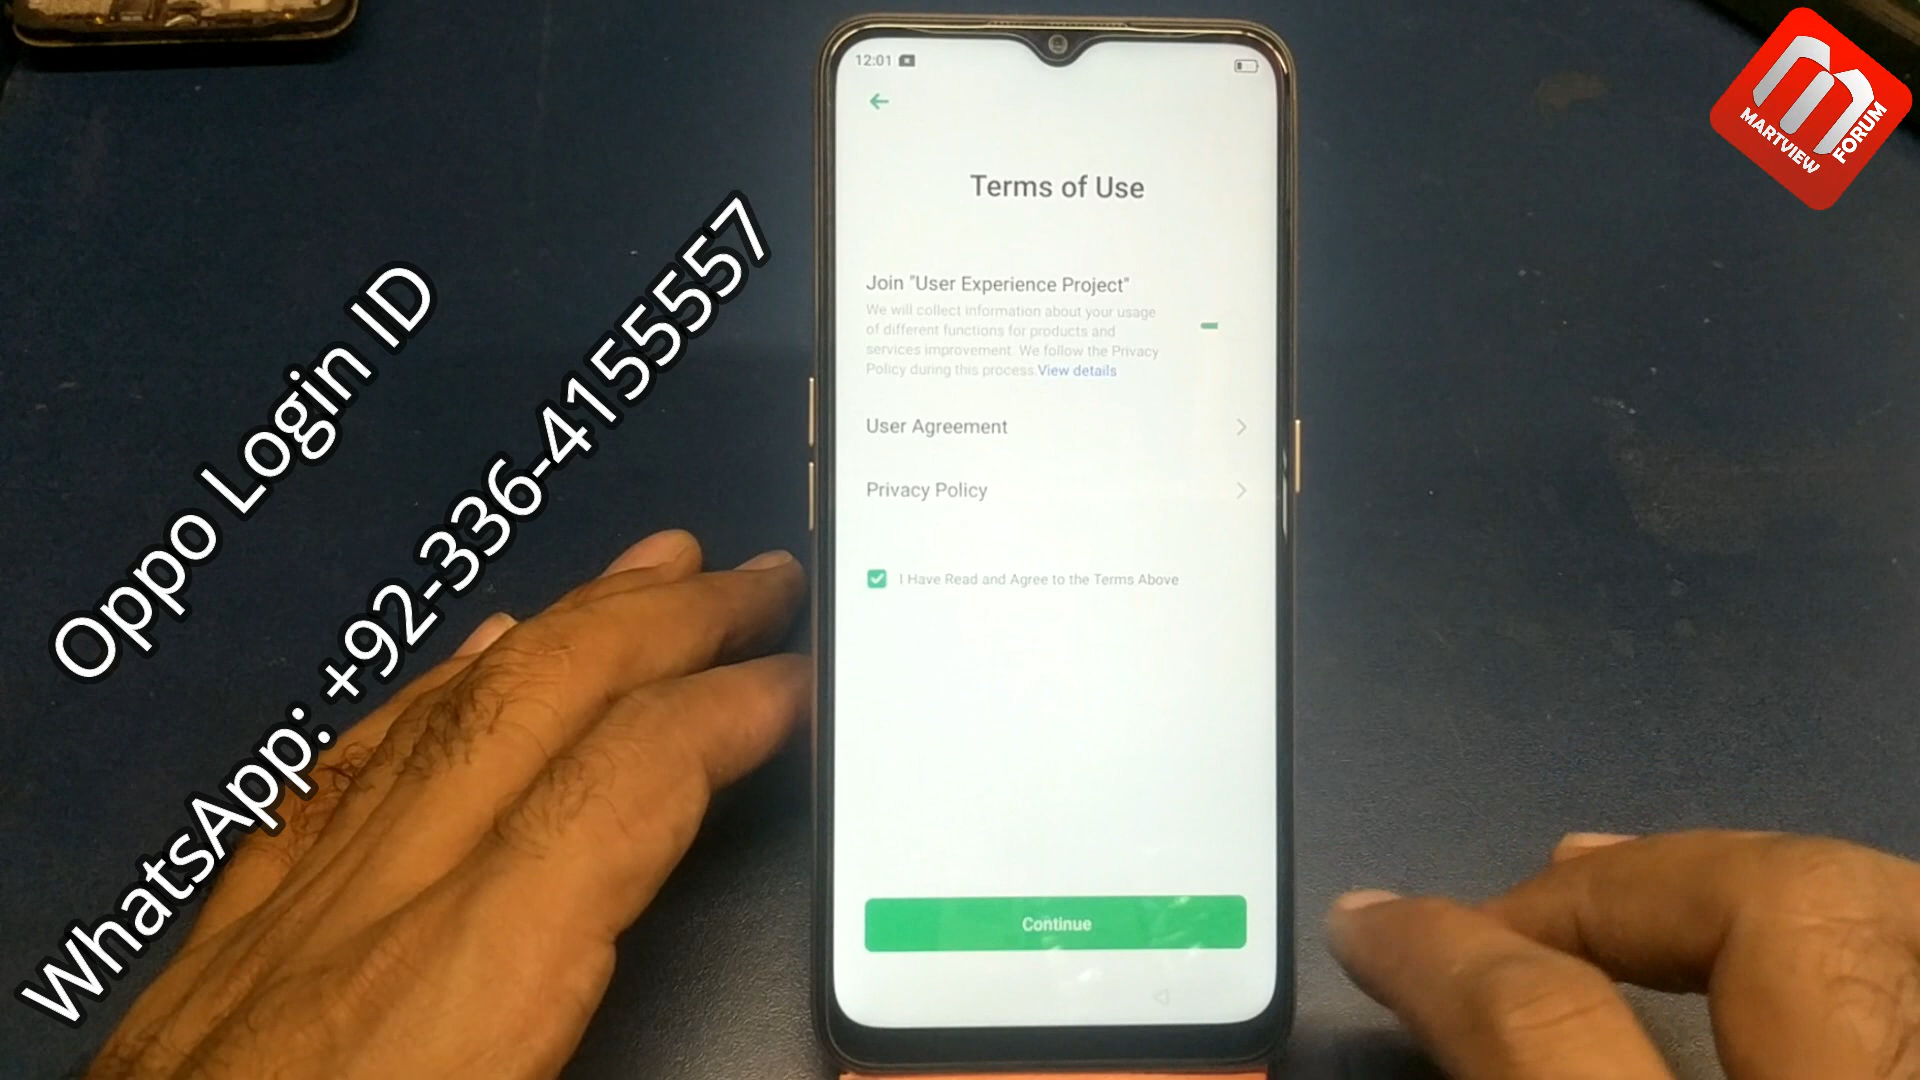 12:01
Terms of Use
Join "User Experience Project"
We will collect information about your usage
of different functions for products and
services improvement. We follow the Privacy
Policy during this process.View details
User Agreement
Privacy Policy
I Have Read and Agree to the Terms Above
Continue
Oppo Login ID
WhatsApp: +92-336-4155557
MARTVIEW
FORUM